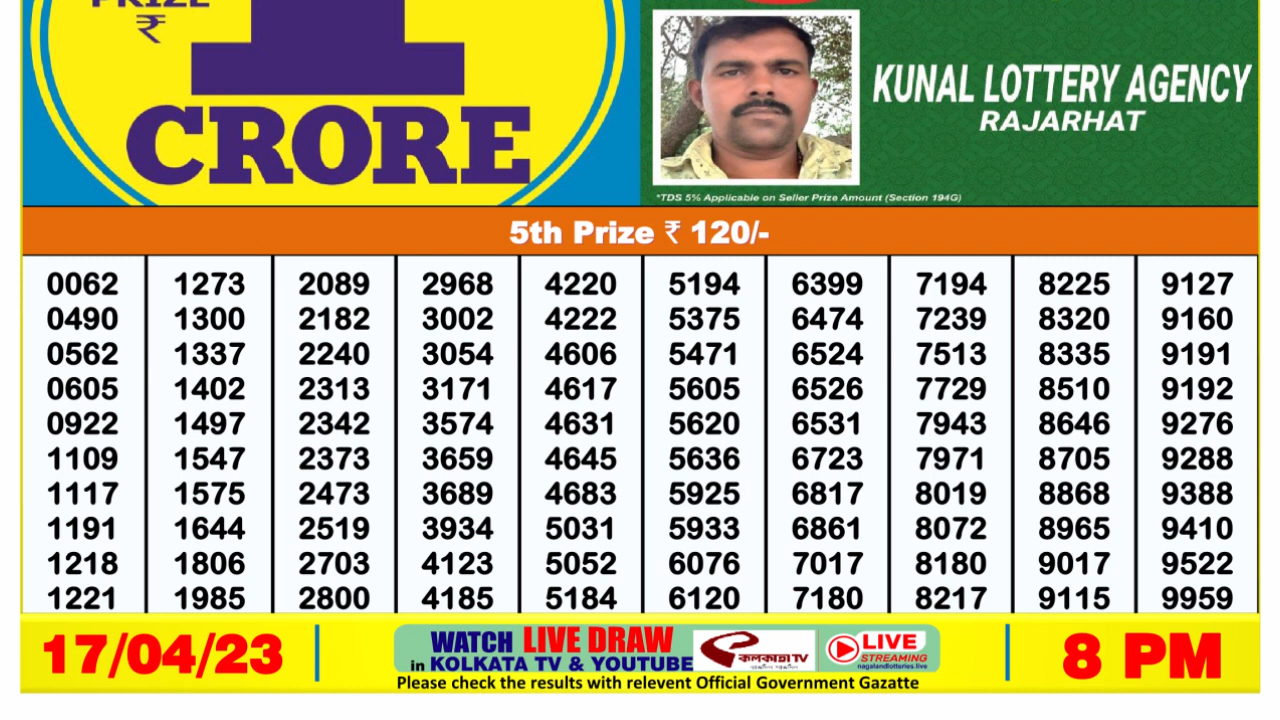 PRIZE
₹ 1
CRORE
KUNAL LOTTERY AGENCY
RAJARHAT
*TDS 5% Applicable on Seller Prize Amount (Section 194G)
5th Prize ₹ 120/-
0062 1273 2089 2968 4220 5194 6399 7194 8225 9127
0490 1300 2182 3002 4222 5375 6474 7239 8320 9160
0562 1337 2240 3054 4606 5471 6524 7513 8335 9191
0605 1402 2313 3171 4617 5605 6526 7729 8510 9192
0922 1497 2342 3574 4631 5620 6531 7943 8646 9276
1109 1547 2373 3659 4645 5636 6723 7971 8705 9288
1117 1575 2473 3689 4683 5925 6817 8019 8868 9388
1191 1644 2519 3934 5031 5933 6861 8072 8965 9410
1218 1806 2703 4123 5052 6076 7017 8180 9017 9522
1221 1985 2800 4185 5184 6120 7180 8217 9115 9959
17/04/23
WATCH LIVE DRAW
in KOLKATA TV & YOUTUBE
কলকাতা TV
LIVE
STREAMING
nagalandlotteries.live
8 PM
Please check the results with relevent Official Government Gazatte